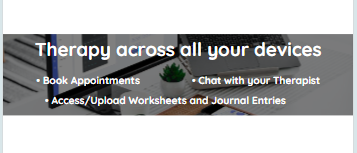 Therapy across all your devices
• Book Appointments • Chat with your Therapist
• Access/Upload Worksheets and Journal Entries